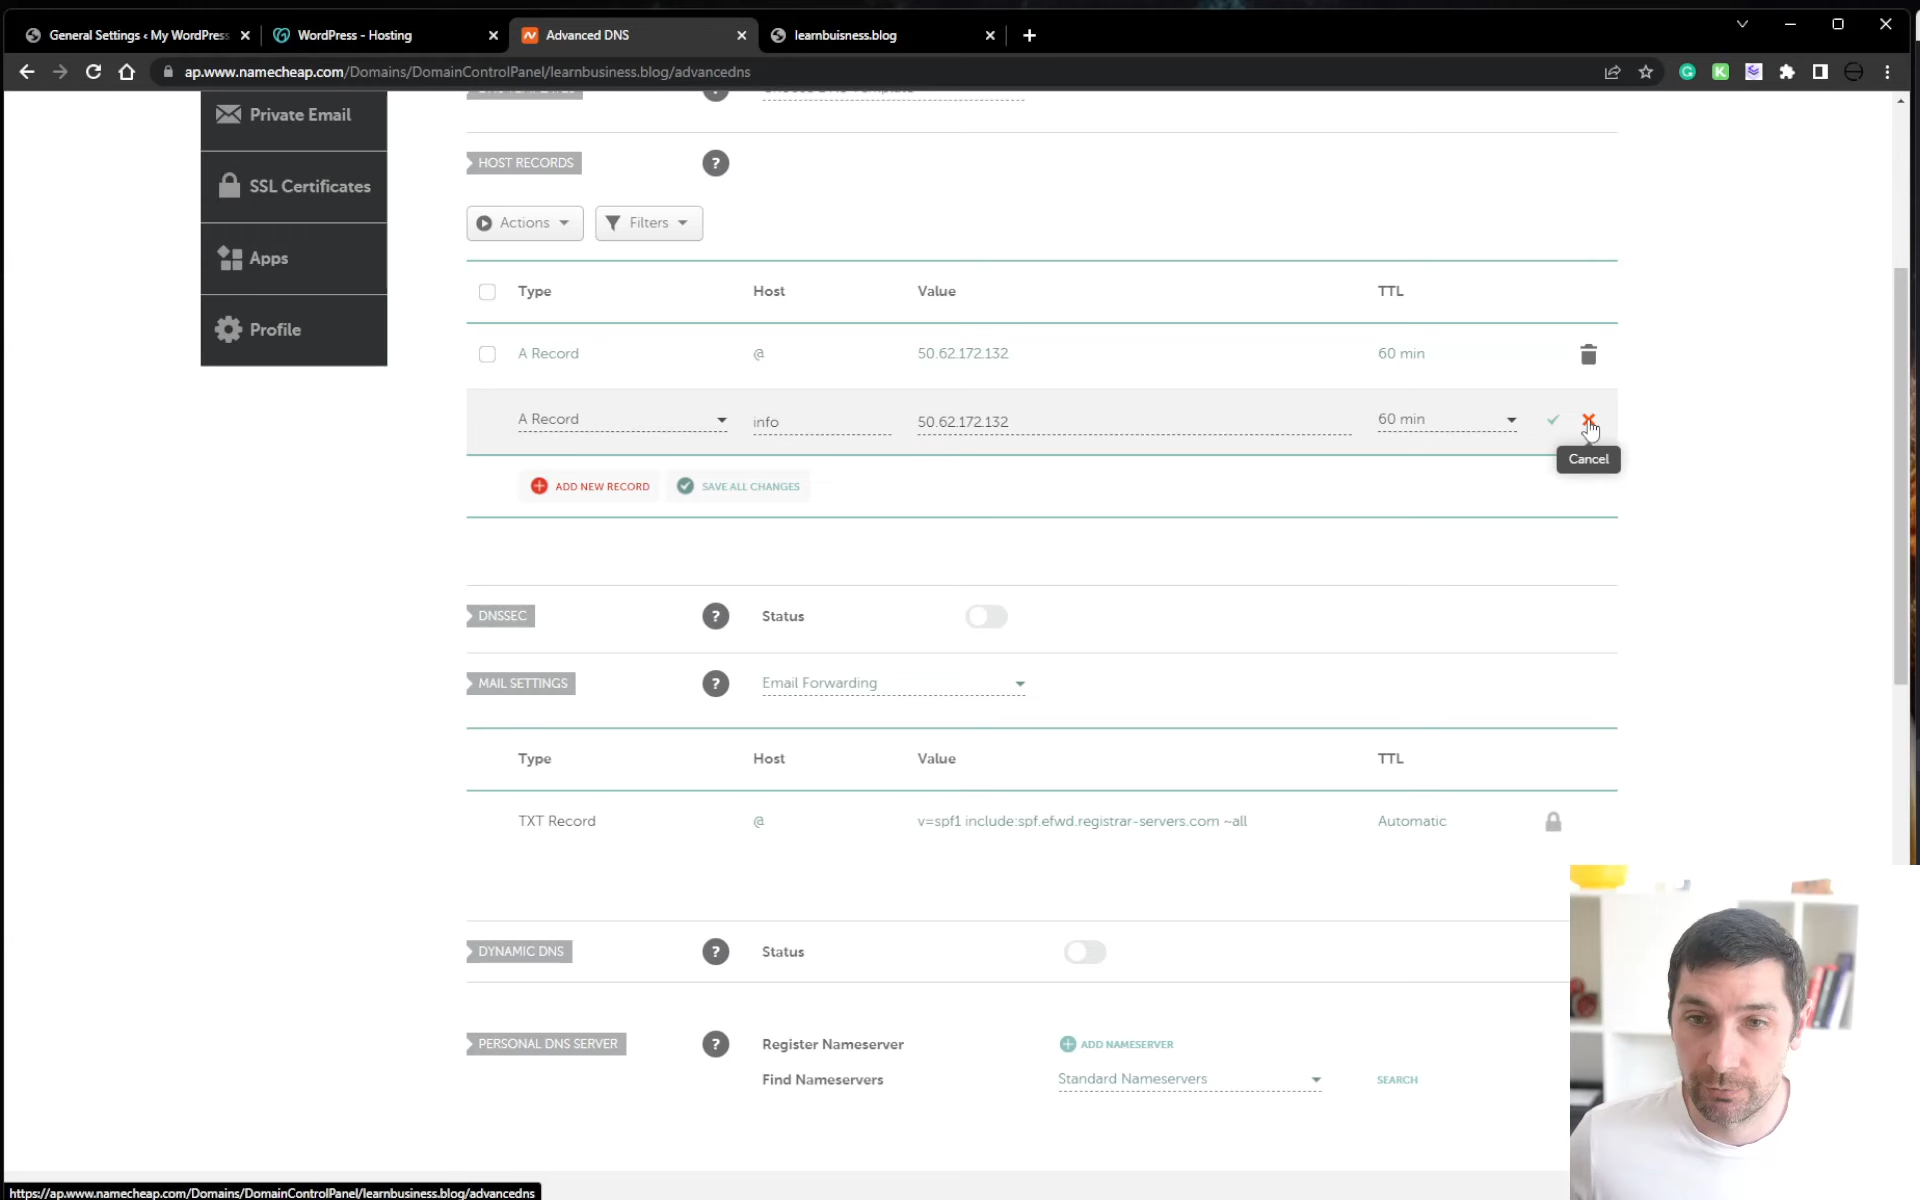 General Settings ‹ My WordPress
WordPress - Hosting
Advanced DNS
learnbuisness.blog
ap.www.namecheap.com/Domains/DomainControlPanel/learnbusiness.blog/advancedns
Private Email
SSL Certificates
Apps
Profile
HOST RECORDS
?
Actions
Filters
Type Host Value TTL
A Record @ 50.62.172.132 60 min
A Record info 50.62.172.132 60 min
Cancel
ADD NEW RECORD SAVE ALL CHANGES
DNSSEC ? Status
MAIL SETTINGS ? Email Forwarding
Type Host Value TTL
TXT Record @ v=spf1 include:spf.efwd.registrar-servers.com ~all Automatic
DYNAMIC DNS ? Status
PERSONAL DNS SERVER ? Register Nameserver ADD NAMESERVER
Find Nameservers Standard Nameservers SEARCH
https://ap.www.namecheap.com/Domains/DomainControlPanel/learnbusiness.blog/advancedns